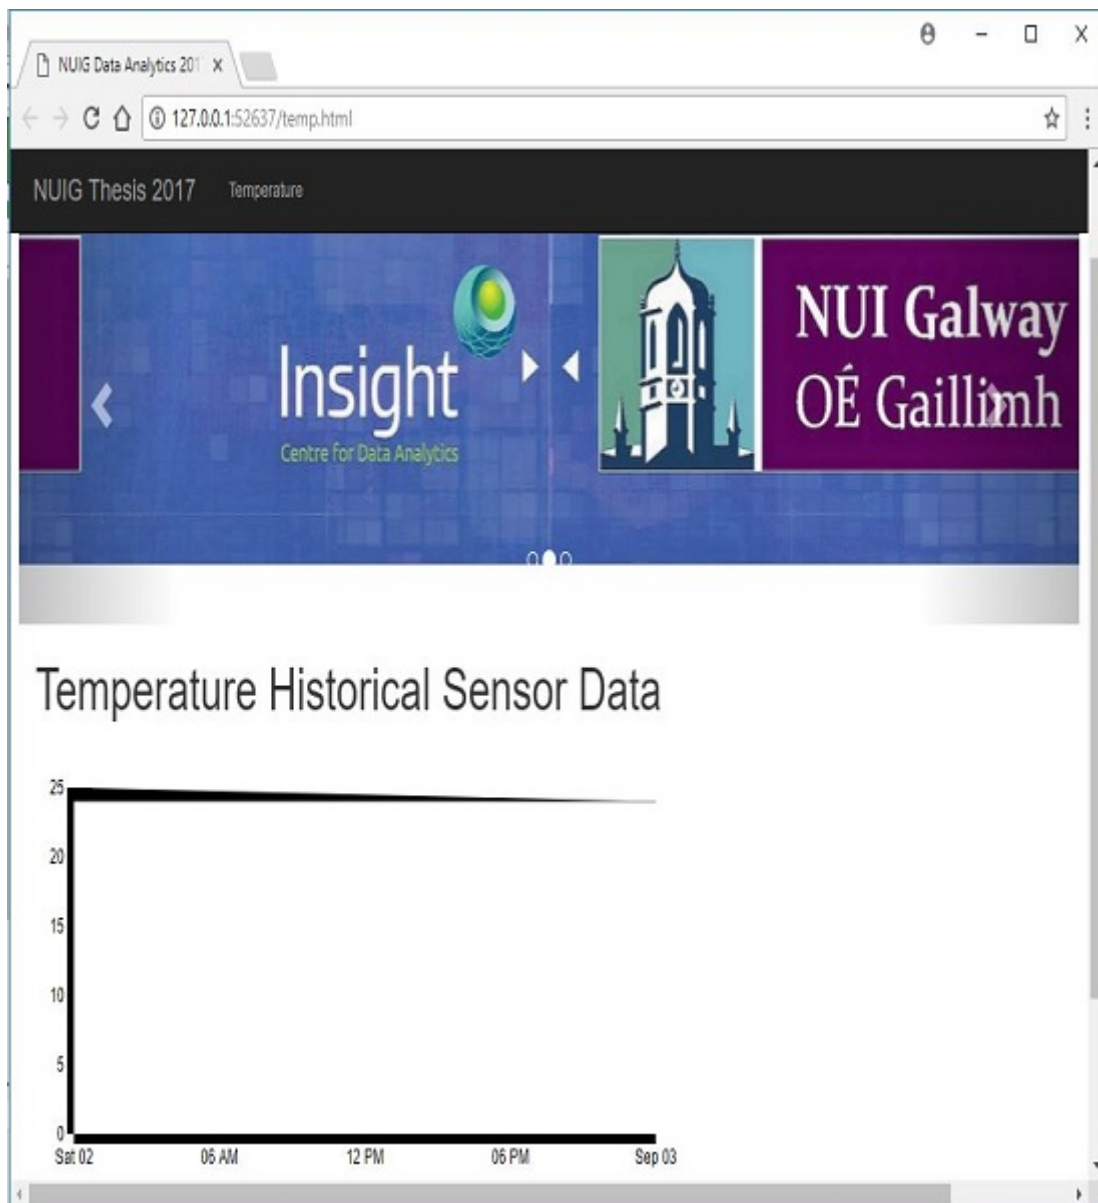 NUIG Data Analytics 201
127.0.0.1:52637/temp.html
NUIG Thesis 2017 Temperature
Insight
Centre for Data Analytics
NUI Galway
OÉ Gaillimh
Temperature Historical Sensor Data
25
20
15
10
5
0
Sat 02 06 AM 12 PM 06 PM Sep 03